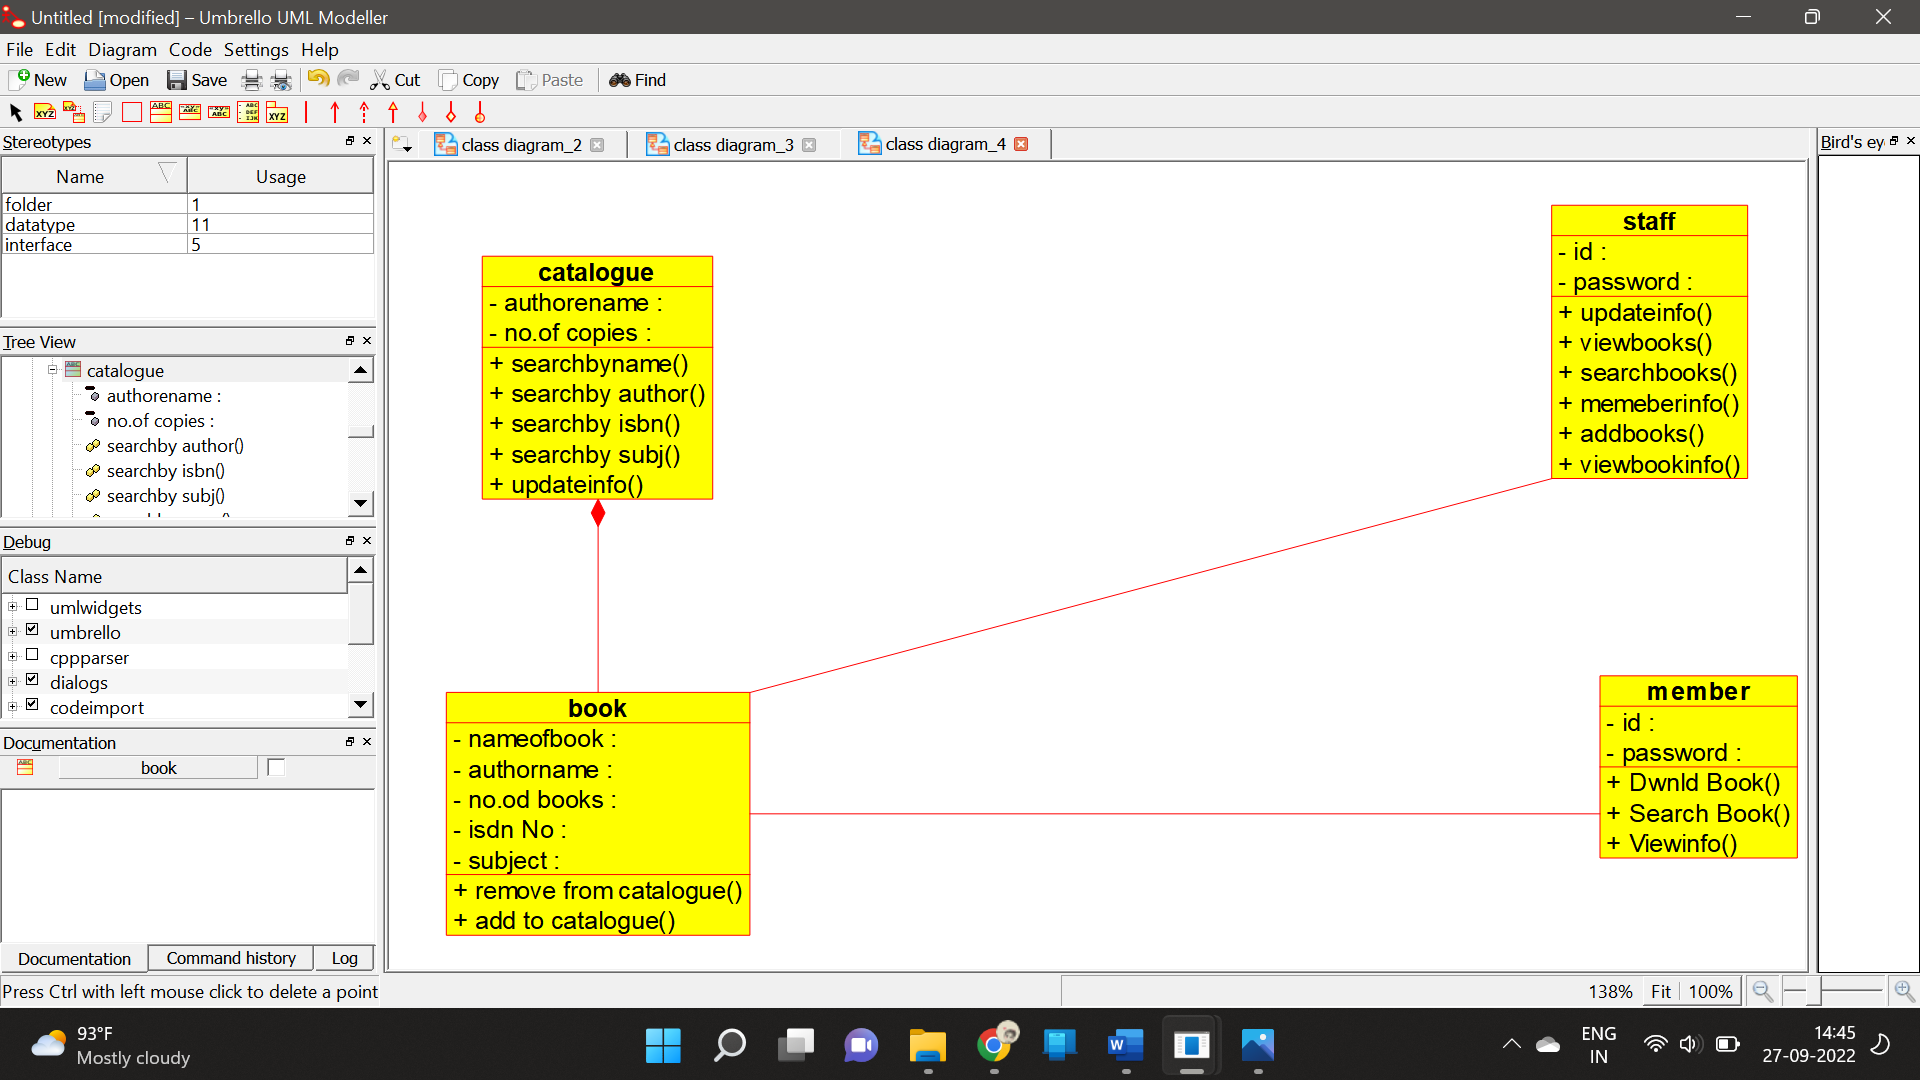 Untitled [modified] – Umbrello UML Modeller
File Edit Diagram Code Settings Help
New Open Save Cut Copy Paste Find
Stereotypes
Name Usage
folder 1
datatype 11
interface 5
Tree View
catalogue
authorename :
no.of copies :
searchby author()
searchby isbn()
searchby subj()
Debug
Class Name
umlwidgets
umbrello
cppparser
dialogs
codeimport
Documentation
book
Documentation Command history Log
Press Ctrl with left mouse click to delete a point
class diagram_2 class diagram_3 class diagram_4
Bird's ey
catalogue
- authorename :
- no.of copies :
+ searchbyname()
+ searchby author()
+ searchby isbn()
+ searchby subj()
+ updateinfo()
staff
- id :
- password :
+ updateinfo()
+ viewbooks()
+ searchbooks()
+ memeberinfo()
+ addbooks()
+ viewbookinfo()
book
- nameofbook :
- authorname :
- no.od books :
- isdn No :
- subject :
+ remove from catalogue()
+ add to catalogue()
member
- id :
- password :
+ Dwnld Book()
+ Search Book()
+ Viewinfo()
138% Fit 100%
93°F
Mostly cloudy
ENG
IN
14:45
27-09-2022